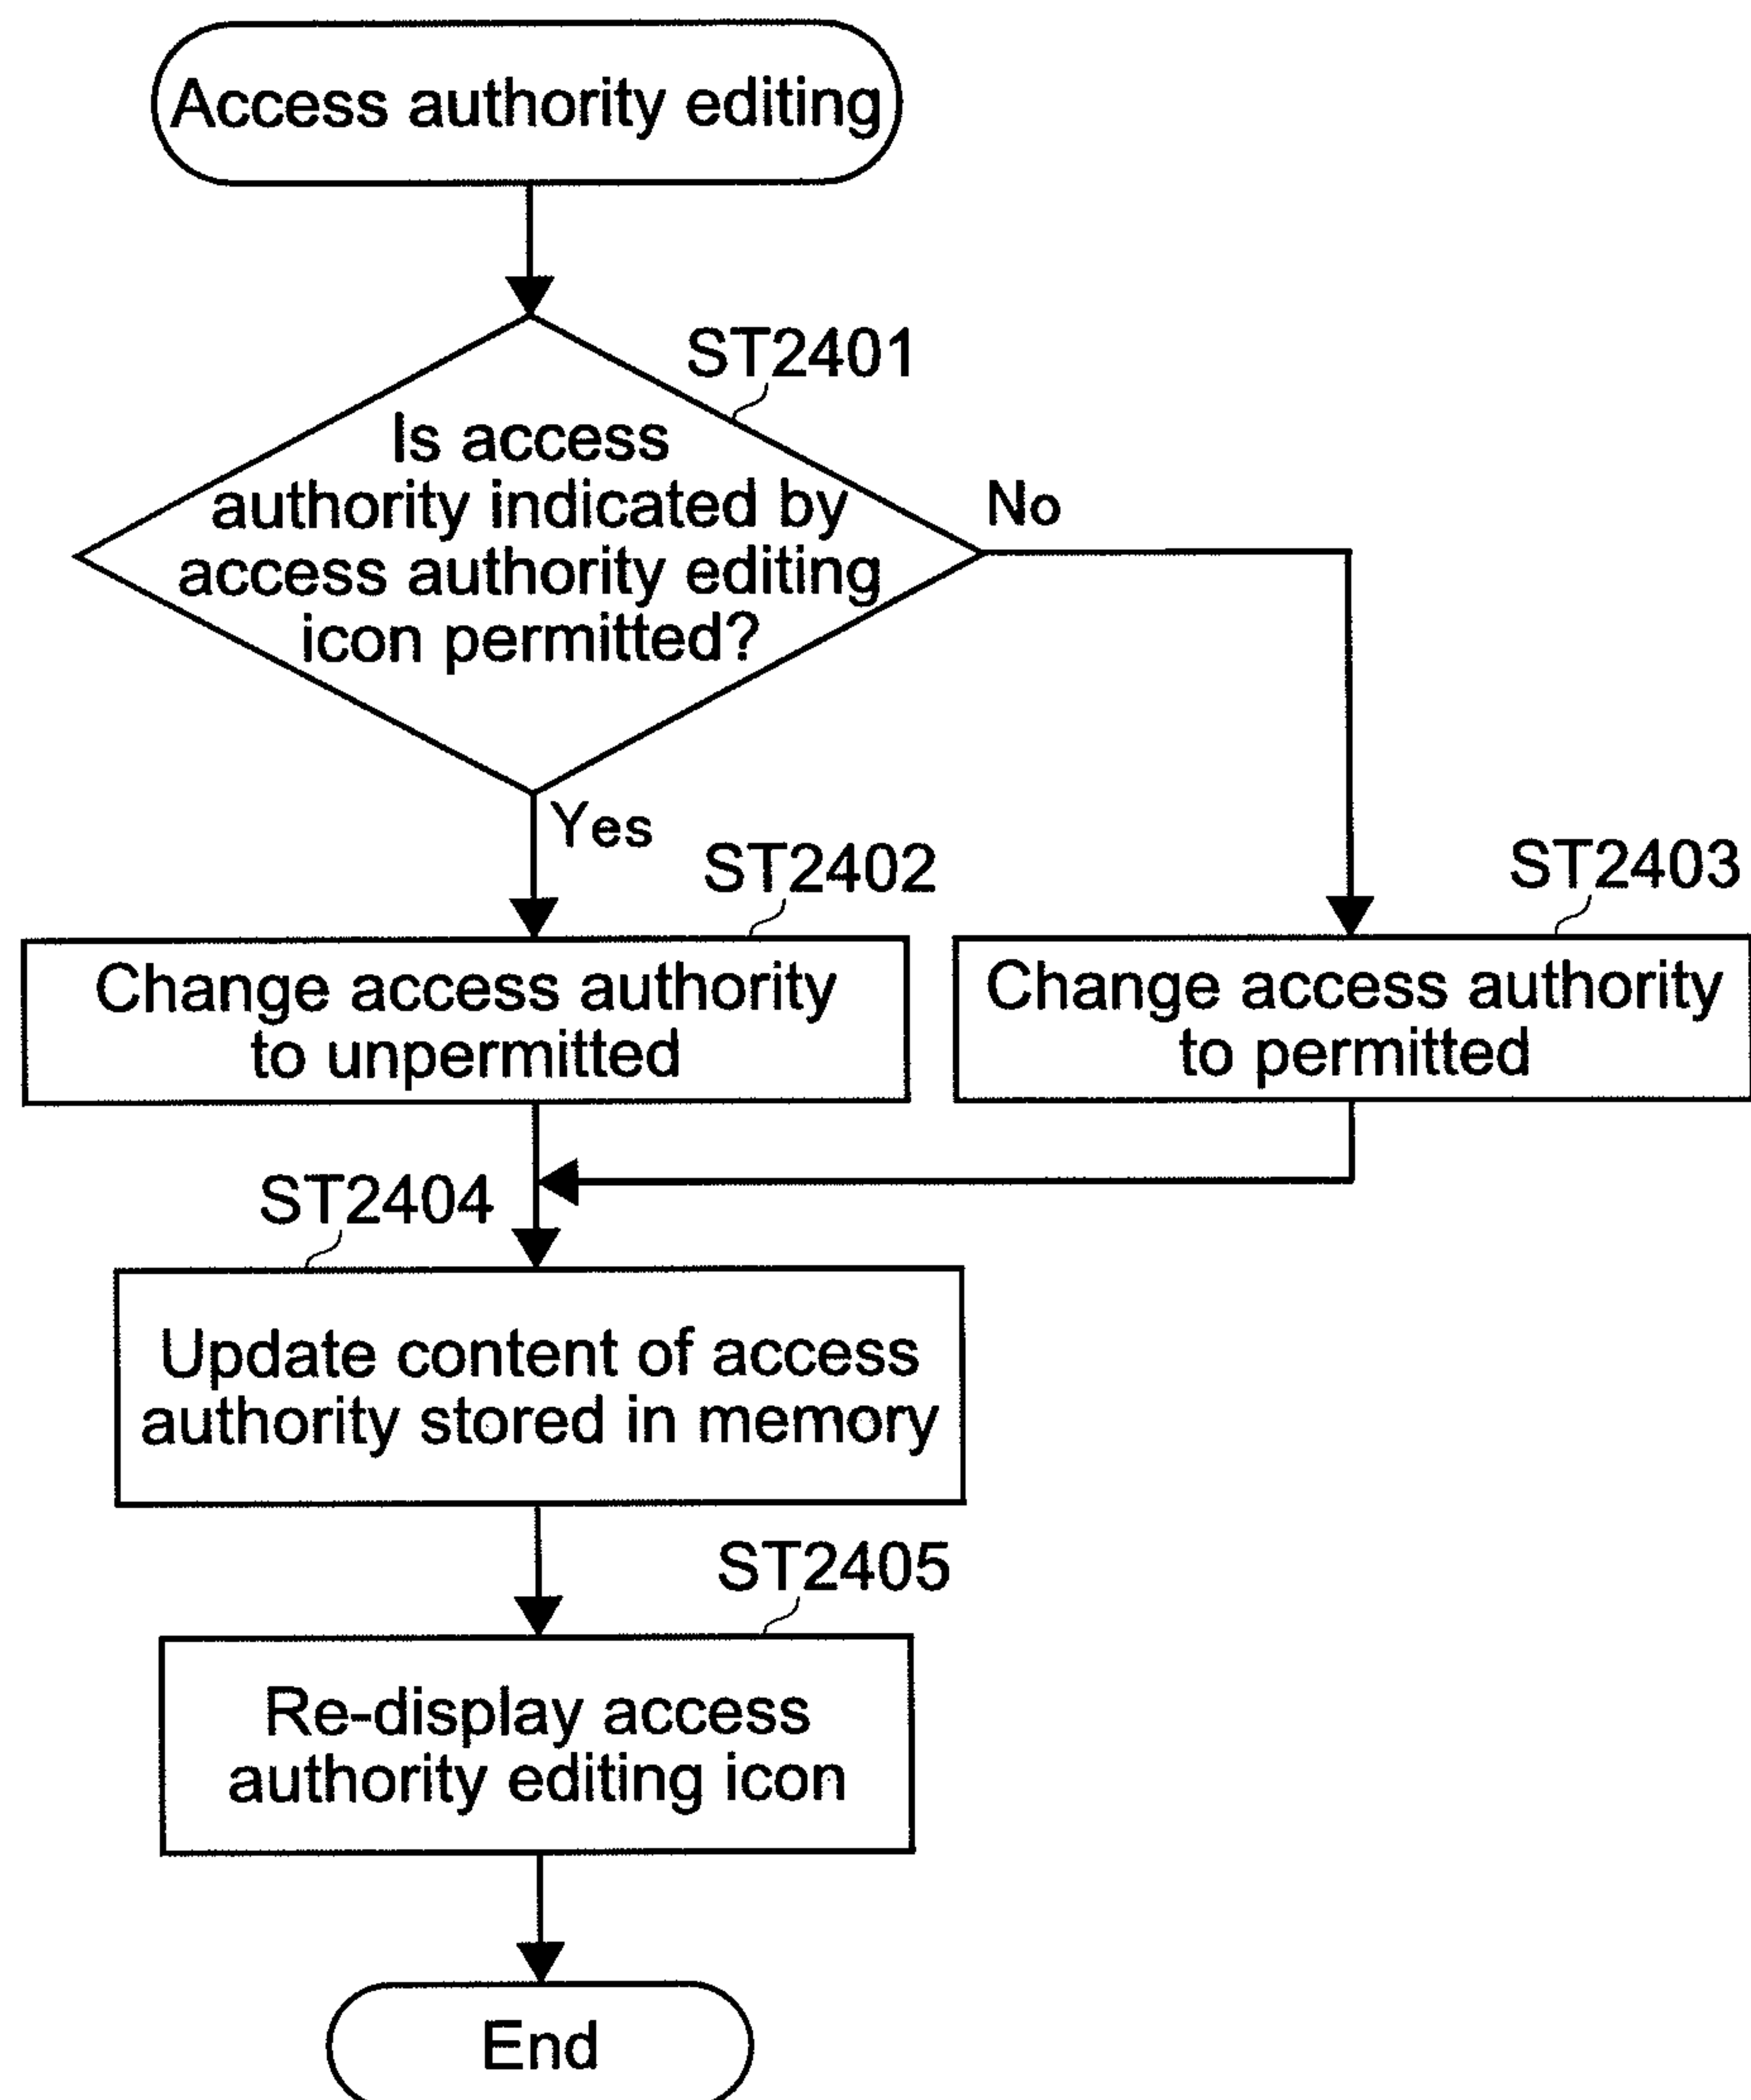 Access authority editing
ST2401
Is access
authority indicated by
access authority editing
icon permitted?
No
Yes
ST2402
Change access authority
to unpermitted
ST2403
Change access authority
to permitted
ST2404
Update content of access
authority stored in memory
ST2405
Re-display access
authority editing icon
End